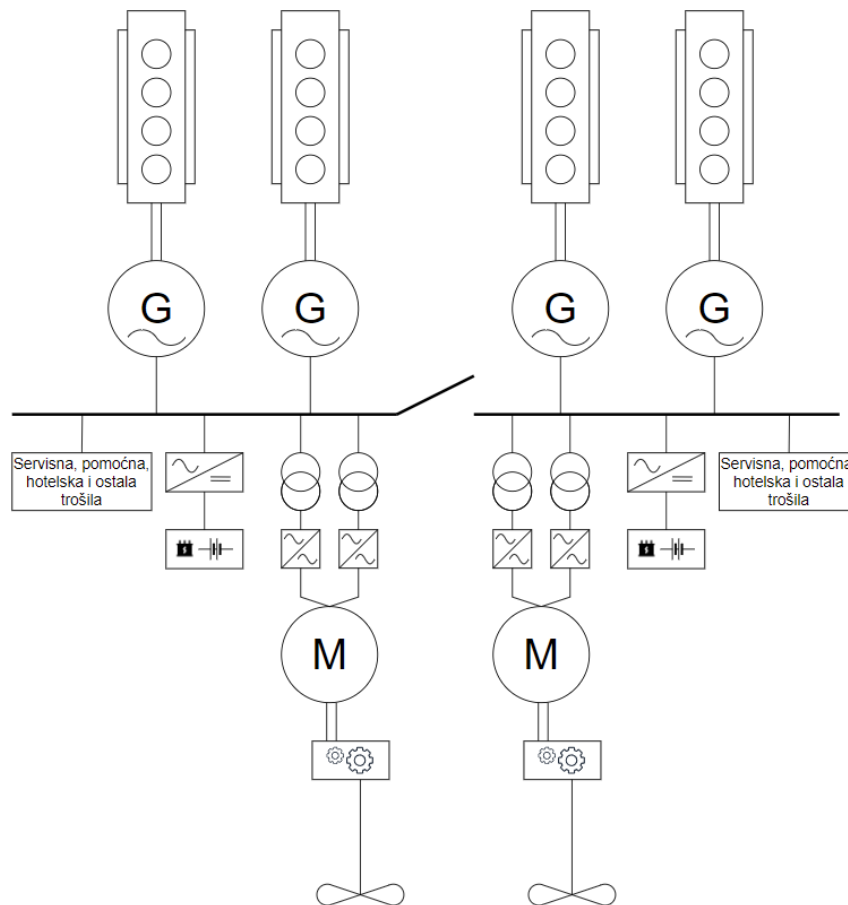 G
G
G
G
Servisna, pomoćna,
hotelska i ostala
trošila
Servisna, pomoćna,
hotelska i ostala
trošila
M
M